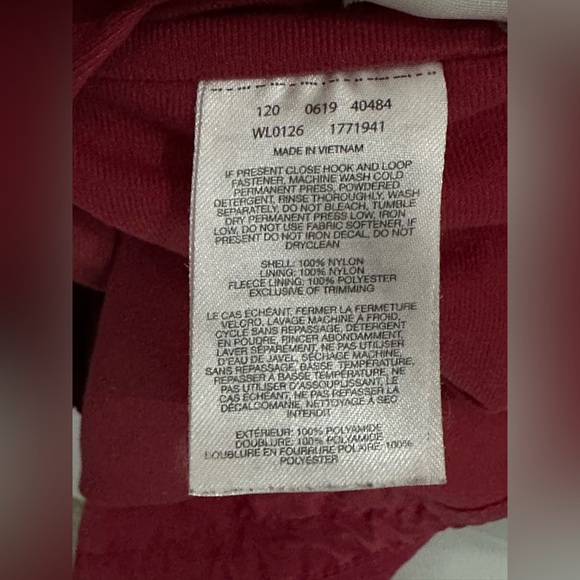 120 0619 40484
WL0126 1771941
MADE IN VIETNAM
IF PRESENT CLOSE HOOK AND LOOP
FASTENER, MACHINE WASH COLD
PERMANENT PRESS, POWDERED
DETERGENT, RINSE THOROUGHLY, WASH
SEPARATELY, DO NOT BLEACH, TUMBLE
DRY PERMANENT PRESS LOW, IRON
LOW, DO NOT USE FABRIC SOFTENER, IF
PRESENT DO NOT IRON DECAL, DO NOT
DRYCLEAN
SHELL: 100% NYLON
LINING: 100% NYLON
FLEECE LINING: 100% POLYESTER
EXCLUSIVE OF TRIMMING
LE CAS ÉCHÉANT, FERMER LA FERMETURE
VELCRO, LAVAGE MACHINE À FROID,
CYCLE SANS REPASSAGE, DÉTERGENT
EN POUDRE, RINCER ABONDAMMENT,
LAVER SÉPAREMENT, NE PAS UTILISER
D'EAU DE JAVEL, SÉCHAGE MACHINE,
SANS REPASSAGE, BASSE TEMPÉRATURE,
REPASSER À BASSE TEMPÉRATURE, NE
PAS UTILISER D'ASSOUPLISSANT, LE
CAS ÉCHÉANT, NE PAS REPASSER LA
DÉCALCOMANIE, NETTOYAGE À SEC
INTERDIT
EXTÉRIEUR: 100% POLYAMIDE
DOUBLURE: 100% POLYAMIDE
DOUBLURE EN FOURRURE POLAIRE: 100%
POLYESTER